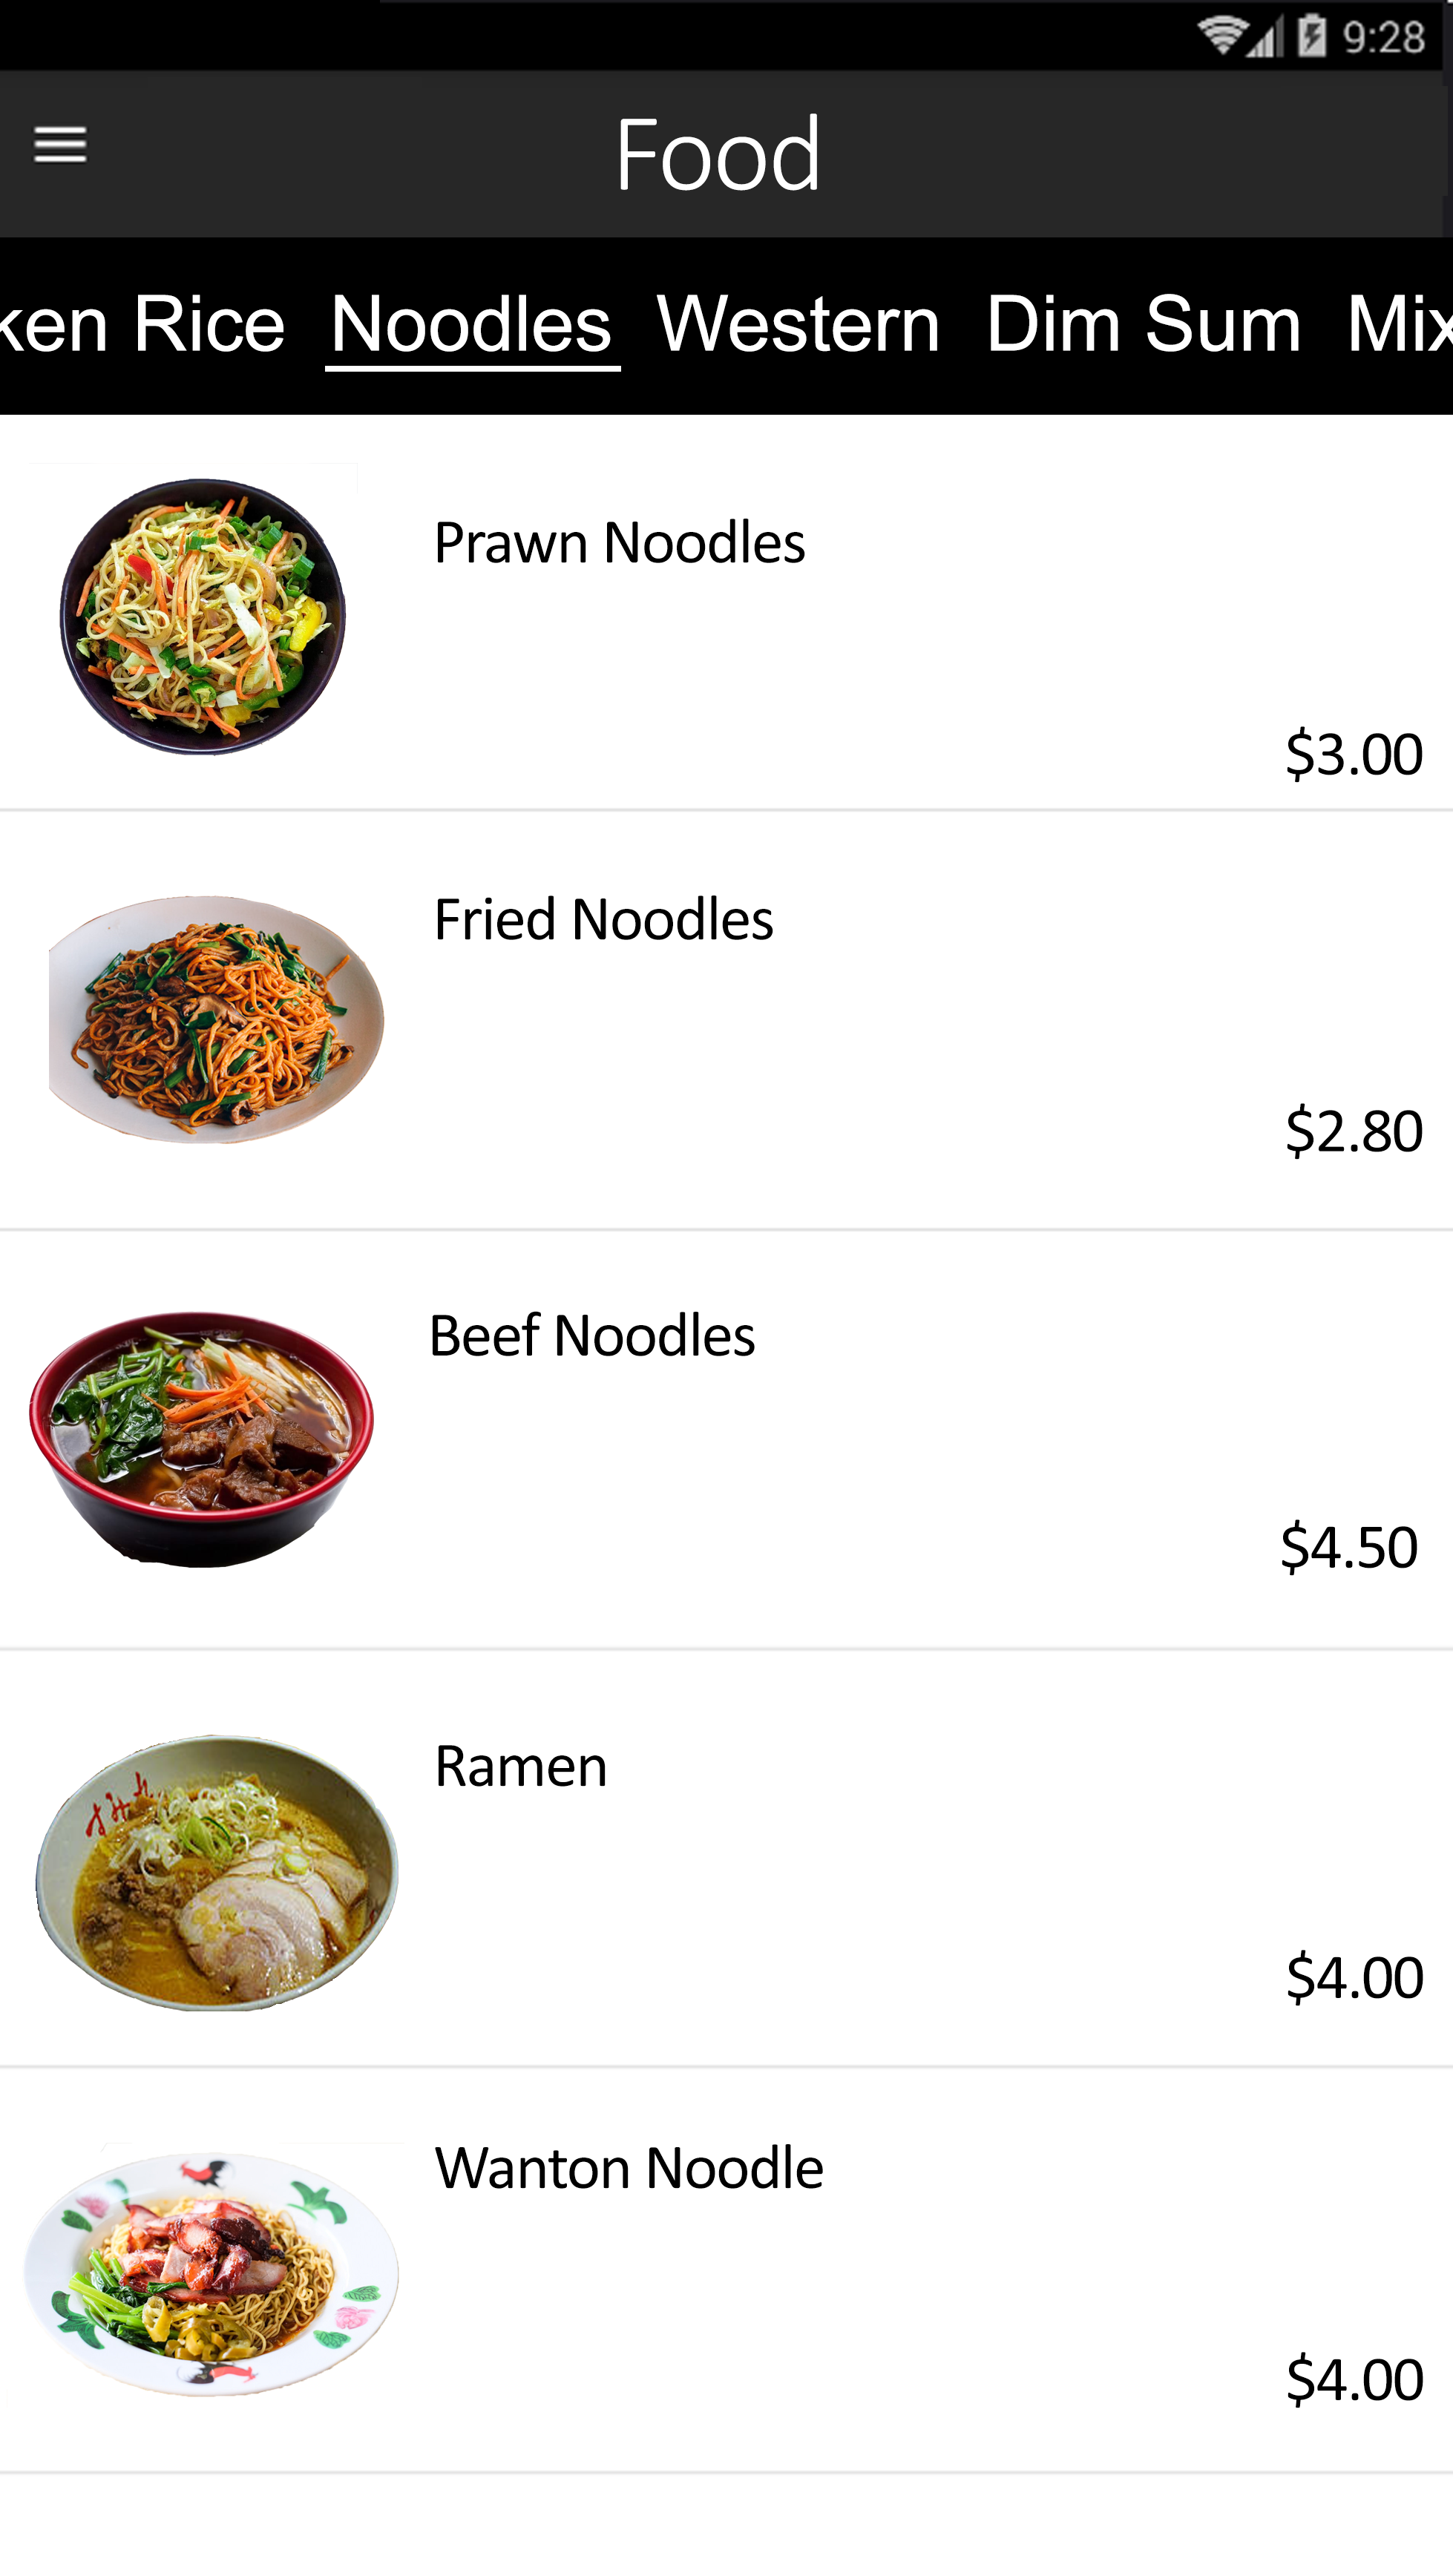 9:28
Food
ken Rice Noodles Western Dim Sum Mix
Prawn Noodles
$3.00
Fried Noodles
$2.80
Beef Noodles
$4.50
Ramen
$4.00
Wanton Noodle
$4.00